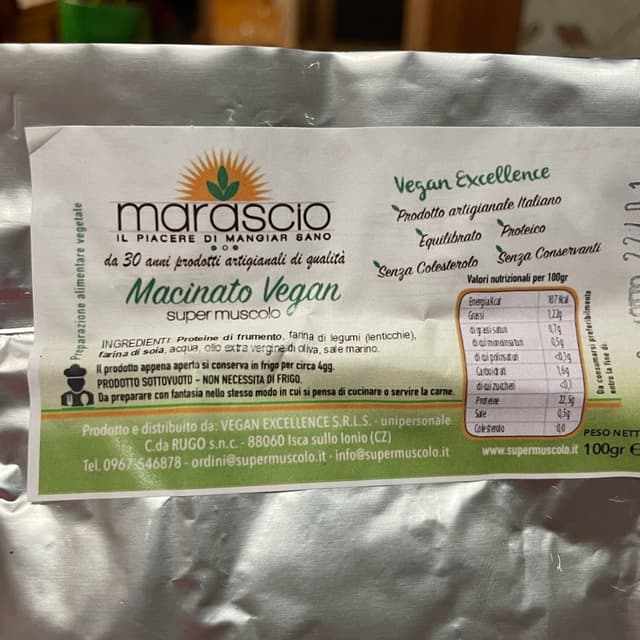 marascio
IL PIACERE DI MANGIAR SANO
da 30 anni prodotti artigianali di qualità
Macinato Vegan
super muscolo
Preparazione alimentare vegetale
Vegan Excellence
Prodotto artigianale Italiano
Equilibrato Proteico
Senza Colesterolo Senza Conservanti
INGREDIENTI: Proteine di frumento, farina di legumi (lenticchie),
farina di soia, acqua, olio extra vergine di oliva, sale marino.
Il prodotto appena aperto si conserva in frigo per circa 4gg.
PRODOTTO SOTTOVUOTO - NON NECESSITA DI FRIGO.
Da preparare con fantasia nello stesso modo in cui si pensa di cucinare o servire la carne.
Valori nutrizionali per 100gr
Energia Kcal 107 Kcal
Grassi 1,23g
di grassi saturi 0,7g
di cui monoinsaturi 0,5g
di cui polinsaturi <0,1g
Carboidrati 1,6g
di cui zuccheri <0,1
Proteine 22,5g
Sale 0,5g
Colesterolo 0,0
Da consumarsi preferibilmente
entro la fine di:
Prodotto e distribuito da: VEGAN EXCELLENCE S.R.L.S. - unipersonale
C.da RUGO s.n.c. - 88060 Isca sullo Ionio (CZ)
Tel. 0967 546878 - ordini@supermuscolo.it - info@supermuscolo.it
www.supermuscolo.it
PESO NETT
100gr